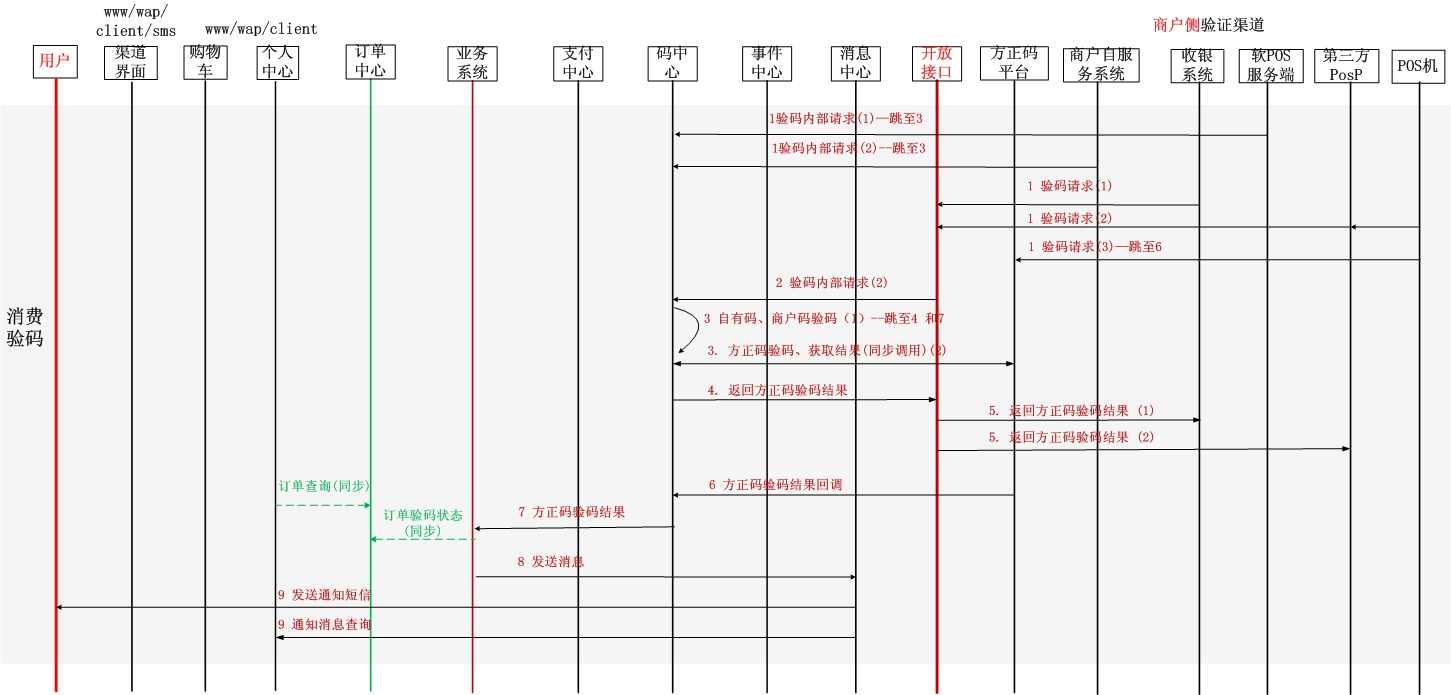 www/wap/
client/sms
www/wap/client
商户侧验证渠道
用户
渠道
界面
购物
车
个人
中心
订单
中心
业务
系统
支付
中心
码中
心
事件
中心
消息
中心
开放
接口
方正码
平台
商户自服
务系统
收银
系统
软POS
服务端
第三方
PosP
POS机
1验码内部请求(1)—跳至3
1验码内部请求(2)--跳至3
1 验码请求(1)
1 验码请求(2)
1 验码请求(3)—跳至6
2 验码内部请求(2)
消费
验码
3 自有码、商户码验码（1）--跳至4 和7
3. 方正码验码、获取结果(同步调用)(2)
4. 返回方正码验码结果
5. 返回方正码验码结果 (1)
5. 返回方正码验码结果 (2)
订单查询(同步)
6 方正码验码结果回调
7 方正码验码结果
订单验码状态
(同步)
8 发送消息
9 发送通知短信
9 通知消息查询